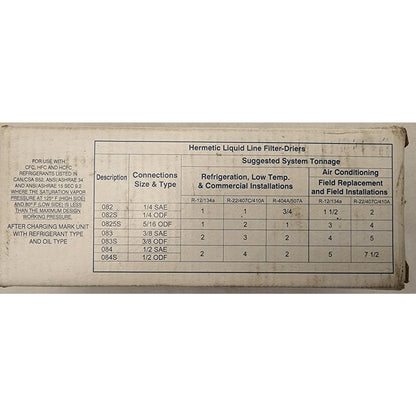 FOR USE WITH
CFC, HFC AND HCFC
REFRIGERANTS LISTED IN
CAN/CSA B52, ANSI/ASHRAE 34
AND ANSI/ASHRAE 15 SEC 9.2
WHERE THE SATURATION VAPOR
PRESSURE AT 125° F (HIGH SIDE)
AND 80° F (LOW SIDE) IS LESS
THAN THE MAXIMUM DESIGN
WORKING PRESSURE.
AFTER CHARGING MARK UNIT
WITH REFRIGERANT TYPE
AND OIL TYPE
Hermetic Liquid Line Filter-Driers
Suggested System Tonnage
Description
Connections
Size & Type
Refrigeration, Low Temp.
& Commercial Installations
Air Conditioning
Field Replacement
and Field Installations
R-12/134a R-22/407C/410A R-404A/507A R-12/134a R-22/407C/410A
082 1/4 SAE
082S 1/4 ODF 1 1 3/4 1 1/2 2
0825S 5/16 ODF 1 2 1 3 4
083 3/8 SAE
083S 3/8 ODF 2 3 2 4 5
084 1/2 SAE
084S 1/2 ODF 2 4 2 5 7 1/2